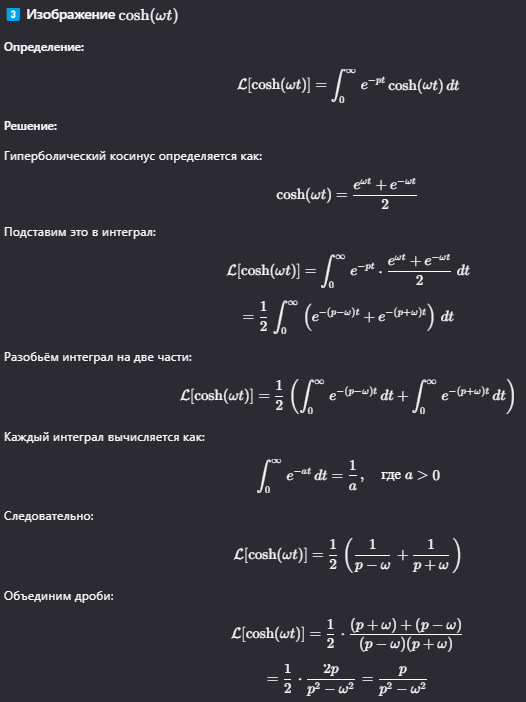 3 Изображение cosh(ωt)
Определение:
ℒ[cosh(ωt)] = ∫₀^∞ e^{−pt} cosh(ωt) dt
Решение:
Гиперболический косинус определяется как:
cosh(ωt) = (e^{ωt} + e^{−ωt})/2
Подставим это в интеграл:
ℒ[cosh(ωt)] = ∫₀^∞ e^{−pt} · (e^{ωt} + e^{−ωt})/2 dt
= 1/2 ∫₀^∞ (e^{−(p−ω)t} + e^{−(p+ω)t}) dt
Разобьём интеграл на две части:
ℒ[cosh(ωt)] = 1/2 (∫₀^∞ e^{−(p−ω)t} dt + ∫₀^∞ e^{−(p+ω)t} dt)
Каждый интеграл вычисляется как:
∫₀^∞ e^{−at} dt = 1/a, где a > 0
Следовательно:
ℒ[cosh(ωt)] = 1/2 (1/(p − ω) + 1/(p + ω))
Объединим дроби:
ℒ[cosh(ωt)] = 1/2 · ((p + ω) + (p − ω))/((p − ω)(p + ω))
= 1/2 · 2p/(p² − ω²) = p/(p² − ω²)